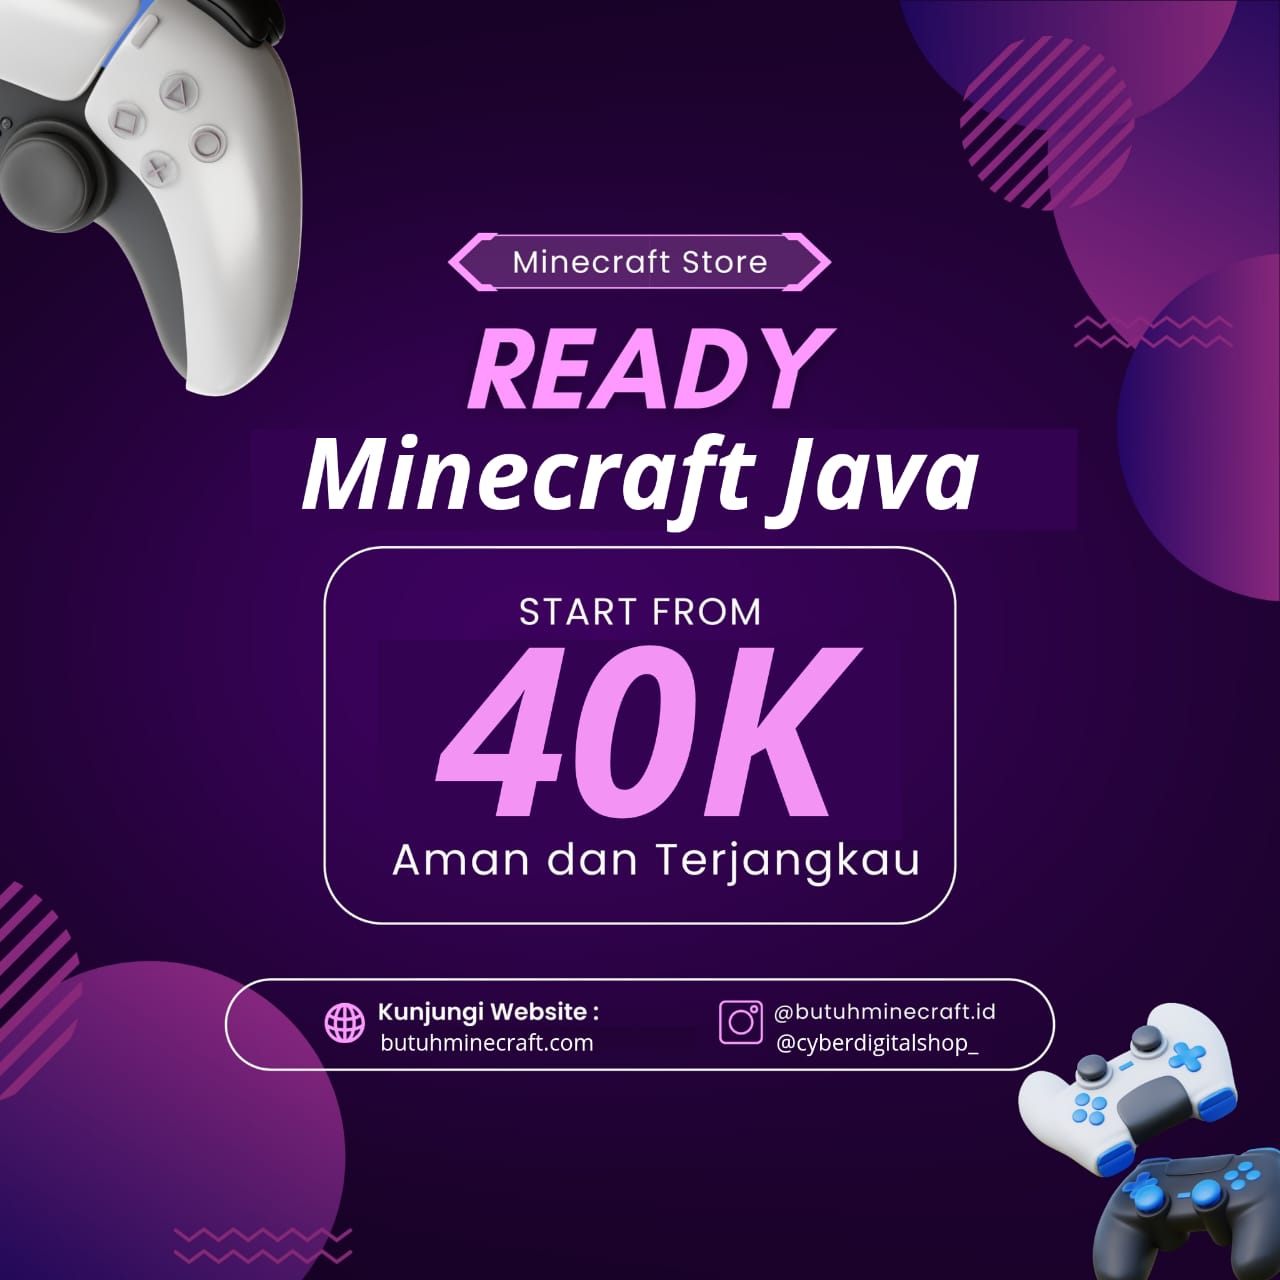 Minecraft Store
READY
Minecraft Java
START FROM
40K
Aman dan Terjangkau
Kunjungi Website :
butuhminecraft.com
@butuhminecraft.id
@cyberdigitalshop_